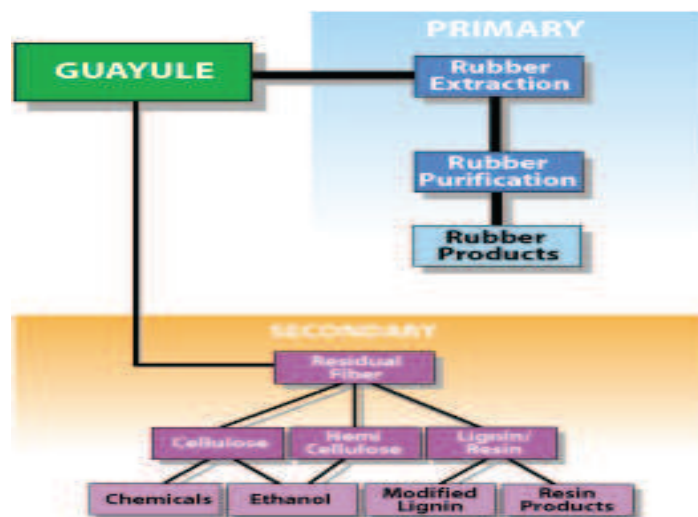 PRIMARY
GUAYULE
Rubber
Extraction
Rubber
Purification
Rubber
Products
SECONDARY
Residual
Fiber
Cellulose
Hemi
Cellulose
Lignin/
Resin
Chemicals
Ethanol
Modified
Lignin
Resin
Products